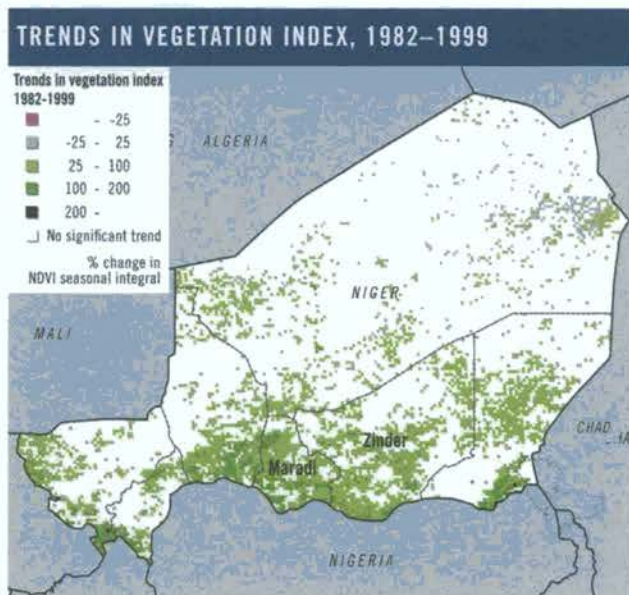 TRENDS IN VEGETATION INDEX, 1982–1999
Trends in vegetation index
1982-1999
- -25
-25 - 25
25 - 100
100 - 200
200 -
No significant trend
% change in
NDVI seasonal integral
ALGERIA
NIGER
MALI
CHAD
Zinder
Maradi
NIGERIA